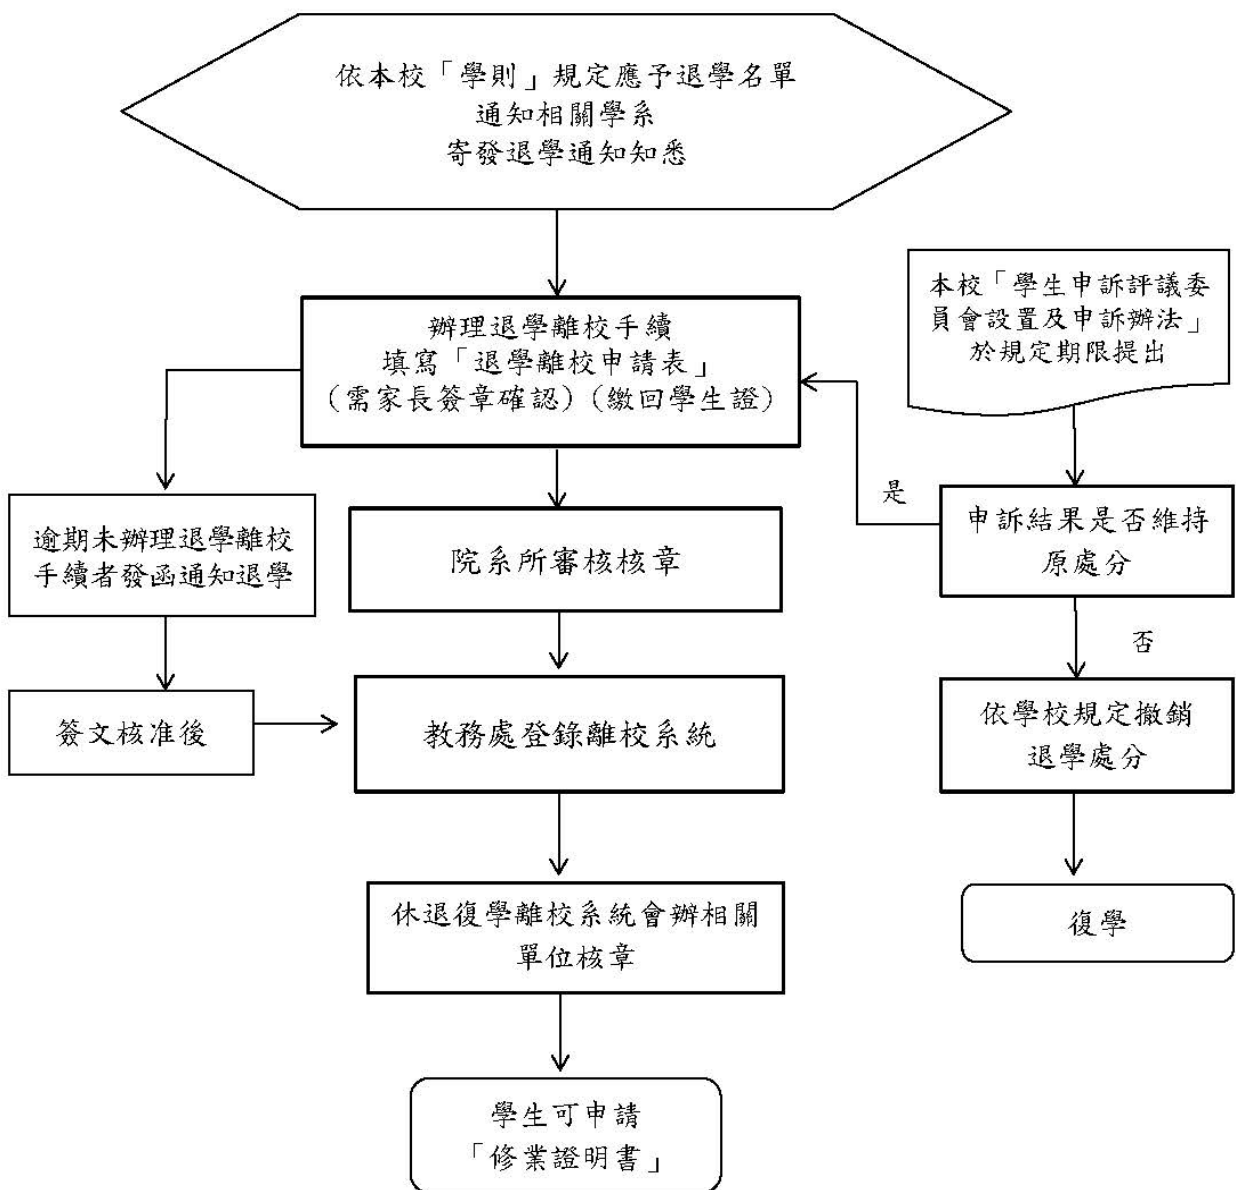 依本校「學則」規定應予退學名單
通知相關學系
寄發退學通知知悉
辦理退學離校手續
填寫「退學離校申請表」
(需家長簽章確認)(繳回學生證)
本校「學生申訴評議委
員會設置及申訴辦法」
於規定期限提出
是
申訴結果是否維持
原處分
逾期未辦理退學離校
手續者發函通知退學
院系所審核核章
否
簽文核准後
教務處登錄離校系統
依學校規定撤銷
退學處分
休退復學離校系統會辦相關
單位核章
復學
學生可申請
「修業證明書」